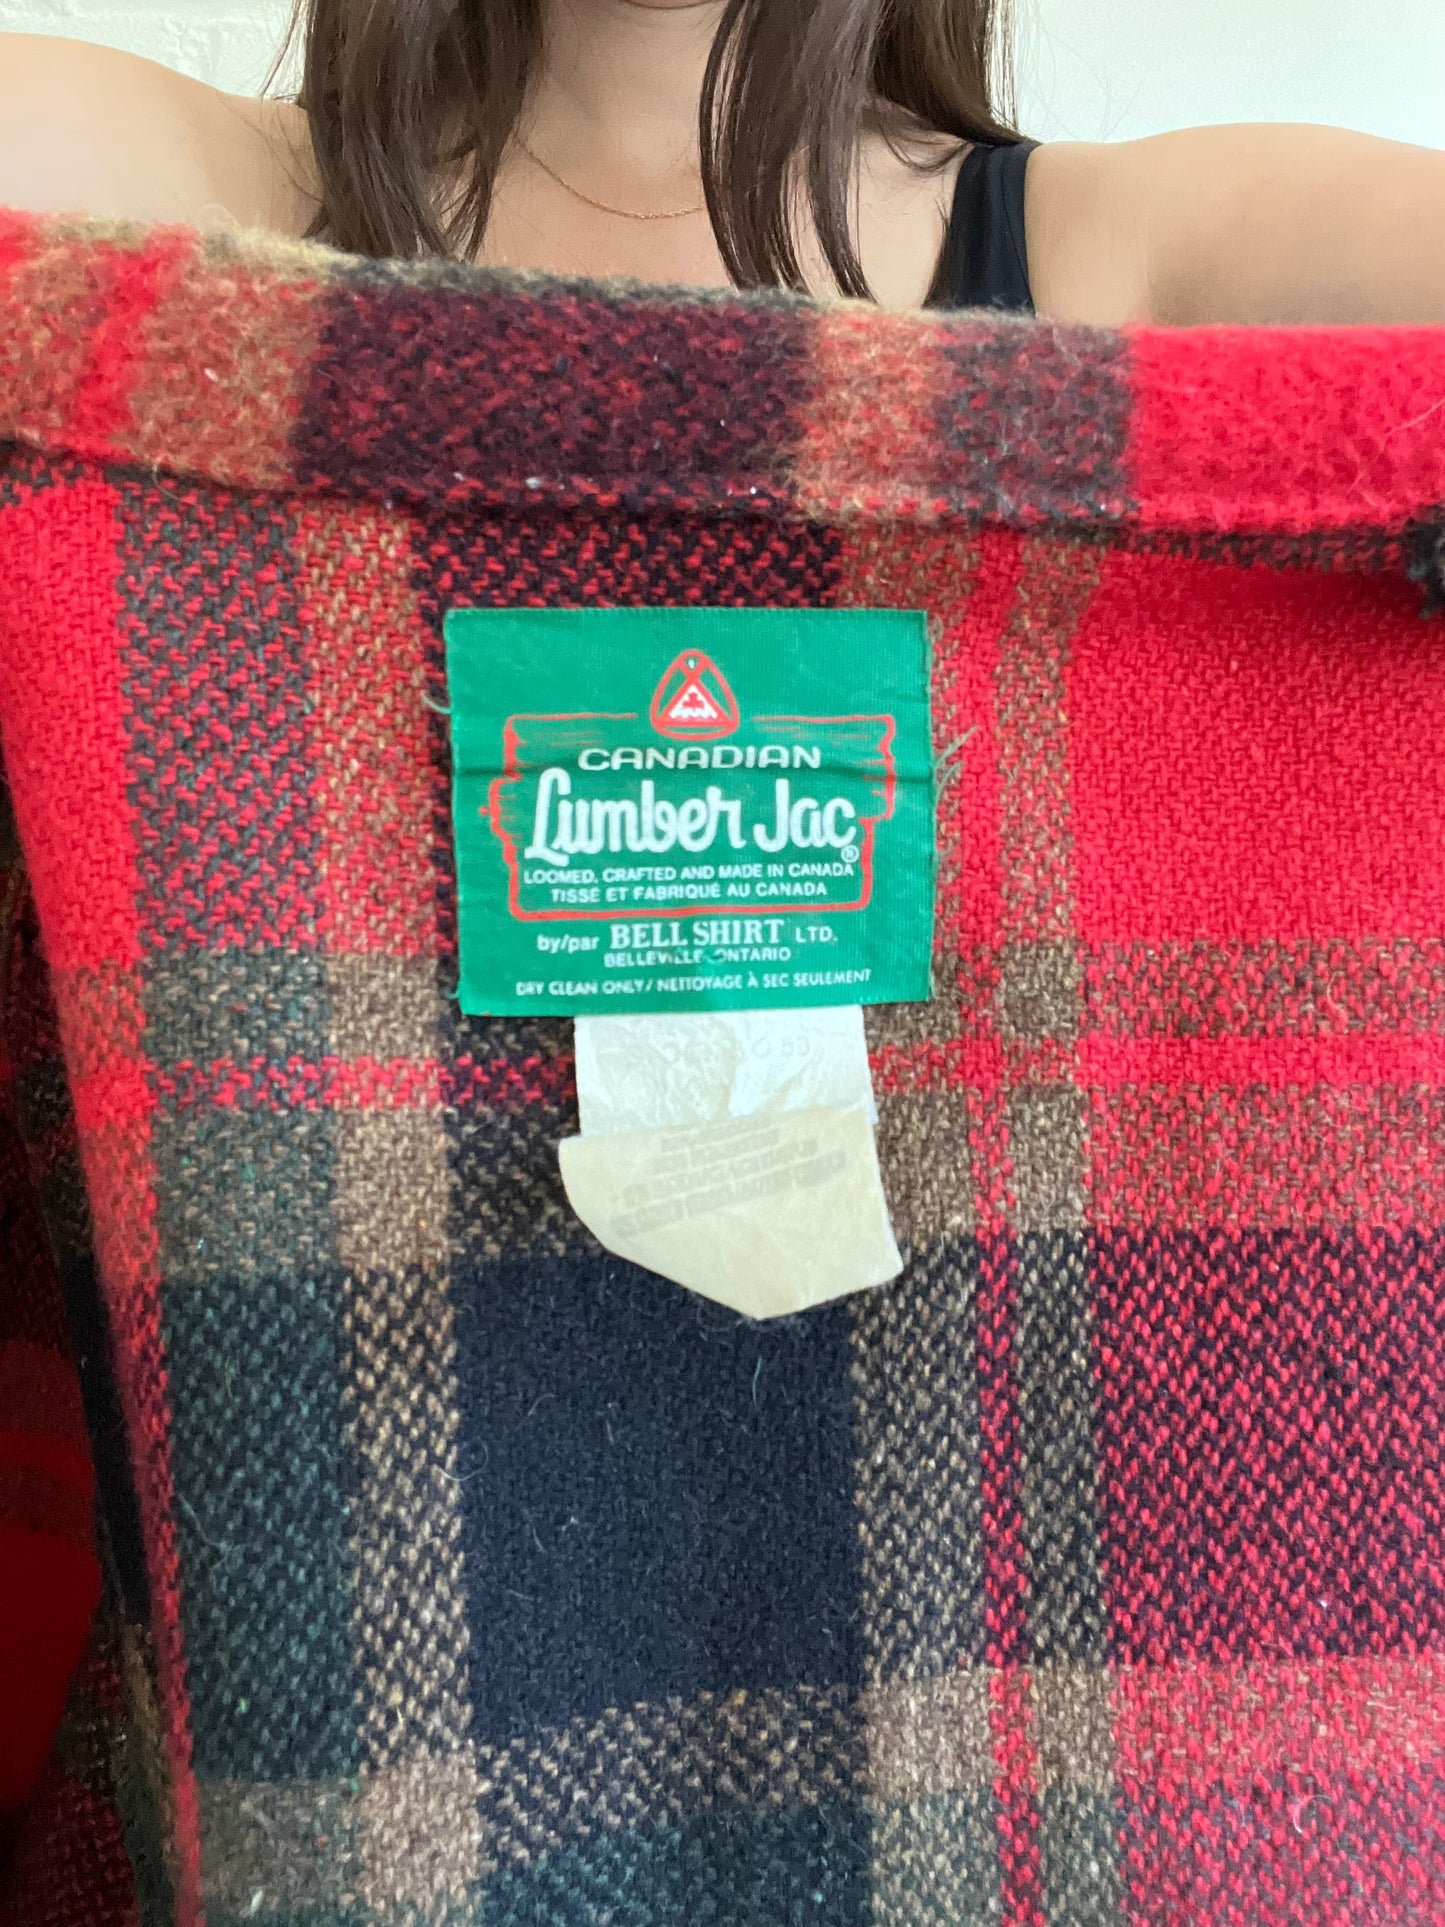 CANADIAN
Lumber Jac®
LOOMED, CRAFTED AND MADE IN CANADA
TISSÉ ET FABRIQUÉ AU CANADA
by/par BELL SHIRT LTD.
BELLEVILLE ONTARIO
DRY CLEAN ONLY / NETTOYAGE À SEC SEULEMENT